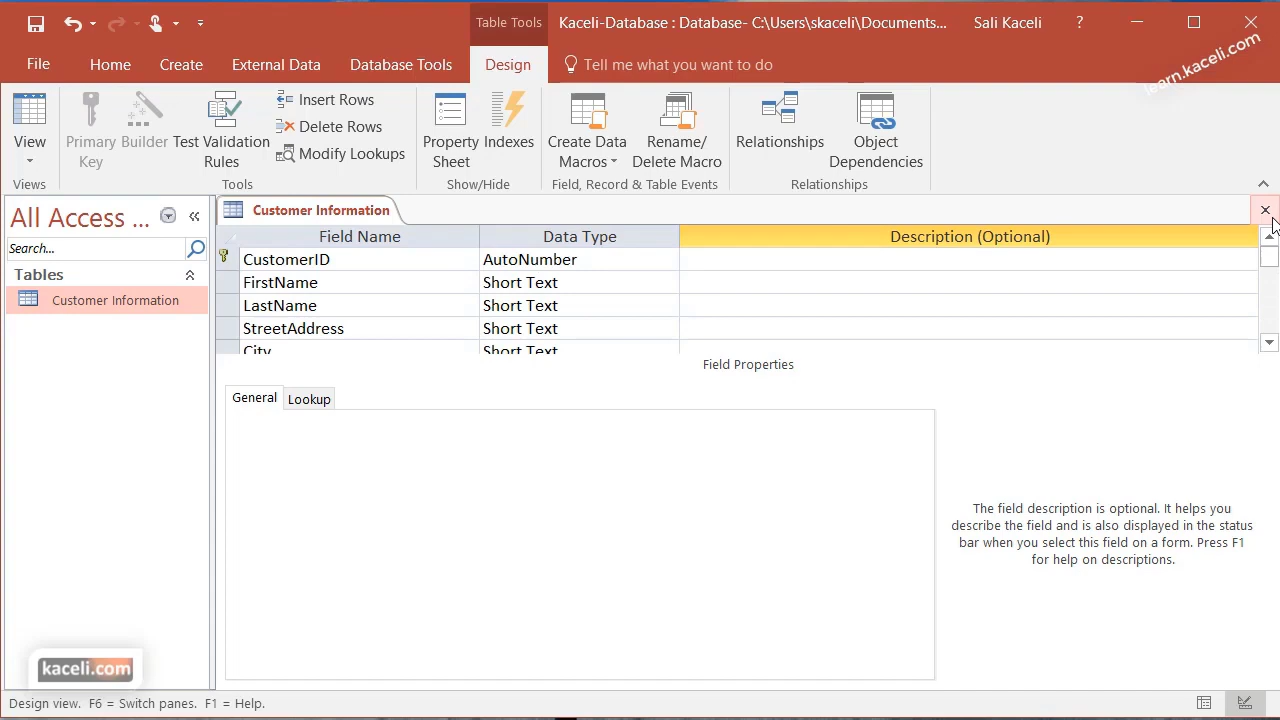 Table Tools
Kaceli-Database : Database- C:\Users\skaceli\Documents...
Sali Kaceli
?
learn.kaceli.com
File
Home
Create
External Data
Database Tools
Design
Tell me what you want to do
View
Primary Key
Builder
Test Validation Rules
Insert Rows
Delete Rows
Modify Lookups
Property Sheet
Indexes
Create Data Macros
Rename/ Delete Macro
Relationships
Object Dependencies
Views
Tools
Show/Hide
Field, Record & Table Events
Relationships
All Access ...
Search...
Tables
Customer Information
Customer Information
Field Name
Data Type
Description (Optional)
CustomerID
AutoNumber
FirstName
Short Text
LastName
Short Text
StreetAddress
Short Text
City
Short Text
Field Properties
General
Lookup
The field description is optional. It helps you
describe the field and is also displayed in the status
bar when you select this field on a form. Press F1
for help on descriptions.
kaceli.com
Design view. F6 = Switch panes. F1 = Help.